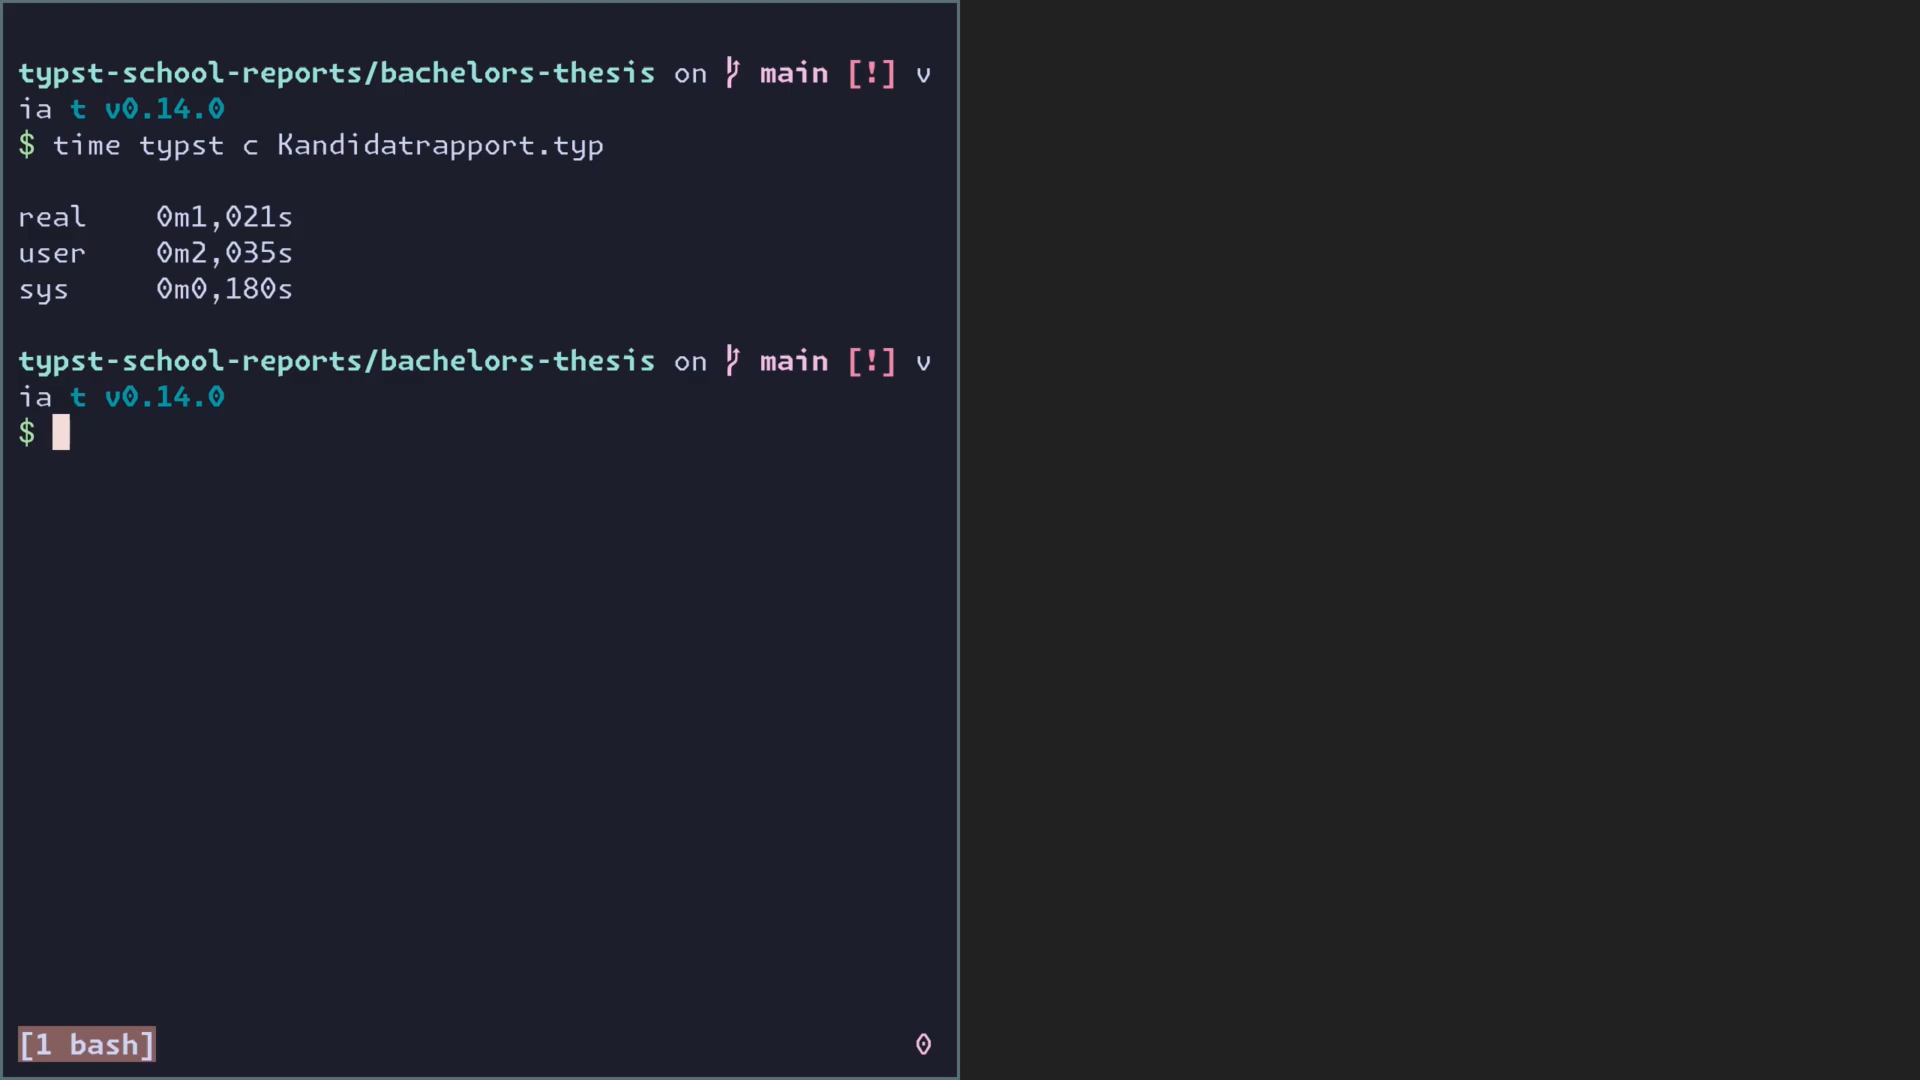 typst-school-reports/bachelors-thesis on main [!] v
ia t v0.14.0
$ time typst c Kandidatrapport.typ
real 0m1,021s
user 0m2,035s
sys 0m0,180s
typst-school-reports/bachelors-thesis on main [!] v
ia t v0.14.0
$
[1 bash] 0